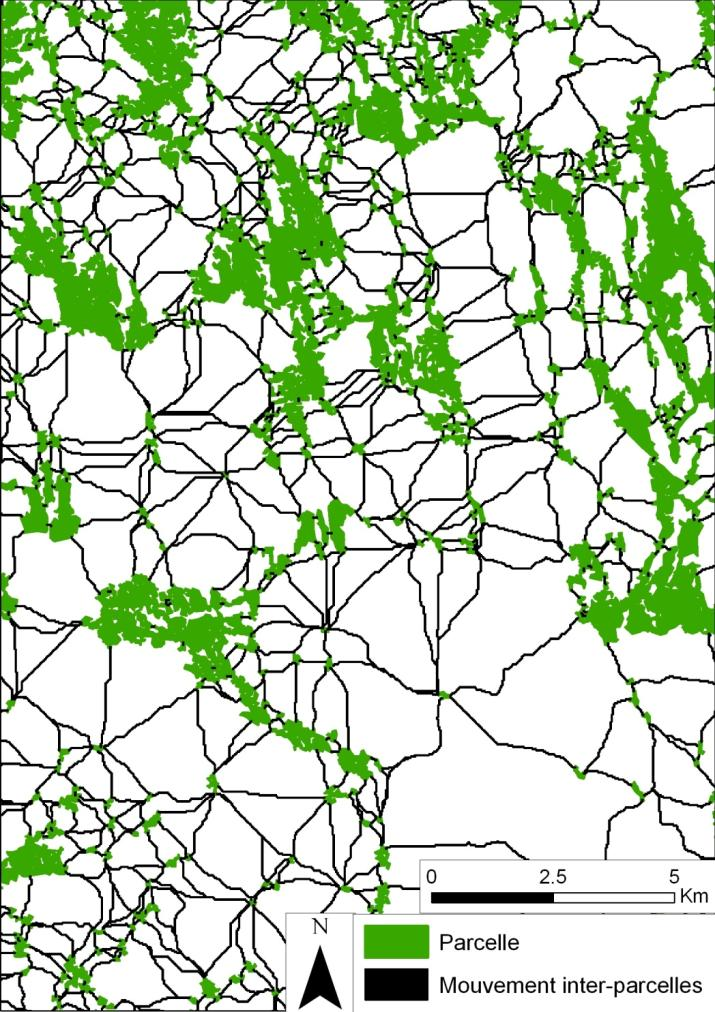 0 2.5 5
Km
N
Parcelle
Mouvement inter-parcelles